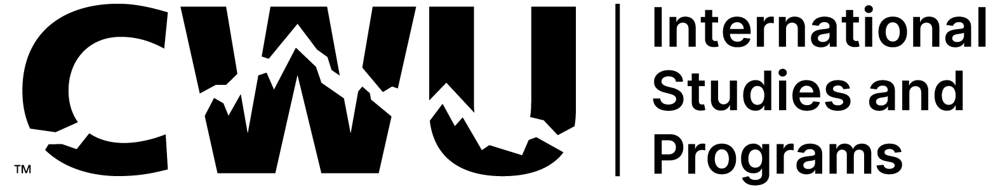 CWU
TM
International
Studies and
Programs